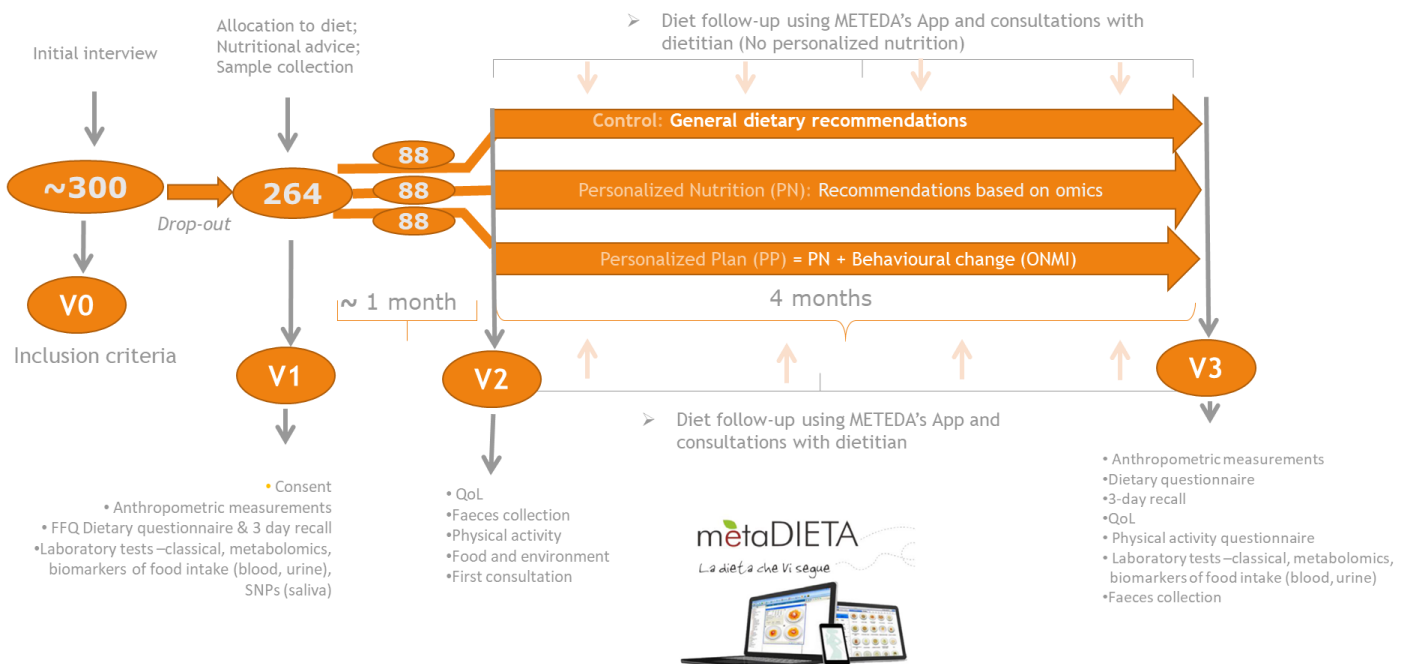 Initial interview
Allocation to diet;
Nutritional advice;
Sample collection
➢ Diet follow-up using METEDA's App and consultations with
dietitian (No personalized nutrition)
Control: General dietary recommendations
~300
Drop-out
264
88
88
88
Personalized Nutrition (PN): Recommendations based on omics
Personalized Plan (PP) = PN + Behavioural change (ONMI)
V0
Inclusion criteria
~ 1 month
4 months
V1
V2
V3
➢ Diet follow-up using METEDA's App and
consultations with dietitian
• Consent
• Anthropometric measurements
• FFQ Dietary questionnaire & 3 day recall
•Laboratory tests –classical, metabolomics,
biomarkers of food intake (blood, urine),
SNPs (saliva)
• QoL
• Faeces collection
• Physical activity
• Food and environment
• First consultation
mètaDIETA
La dieta che Vi segue
• Anthropometric measurements
•Dietary questionnaire
•3-day recall
•QoL
• Physical activity questionnaire
• Laboratory tests–classical, metabolomics,
biomarkers of food intake (blood, urine)
•Faeces collection